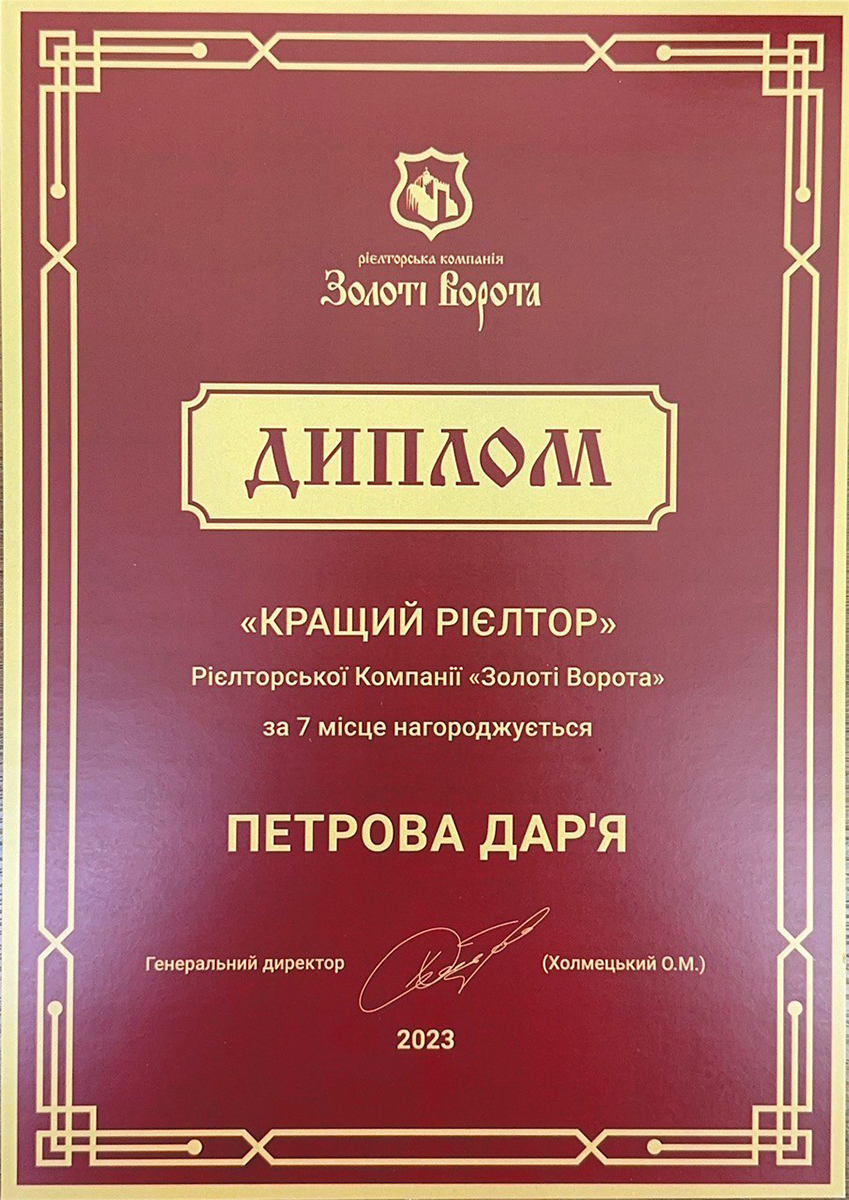 рієлторська компанія
Золоті Ворота
ДИПЛОМ
«КРАЩИЙ РІЄЛТОР»
Рієлторської Компанії «Золоті Ворота»
за 7 місце нагороджується
ПЕТРОВА ДАР'Я
Генеральний директор (Холмецький О.М.)
2023